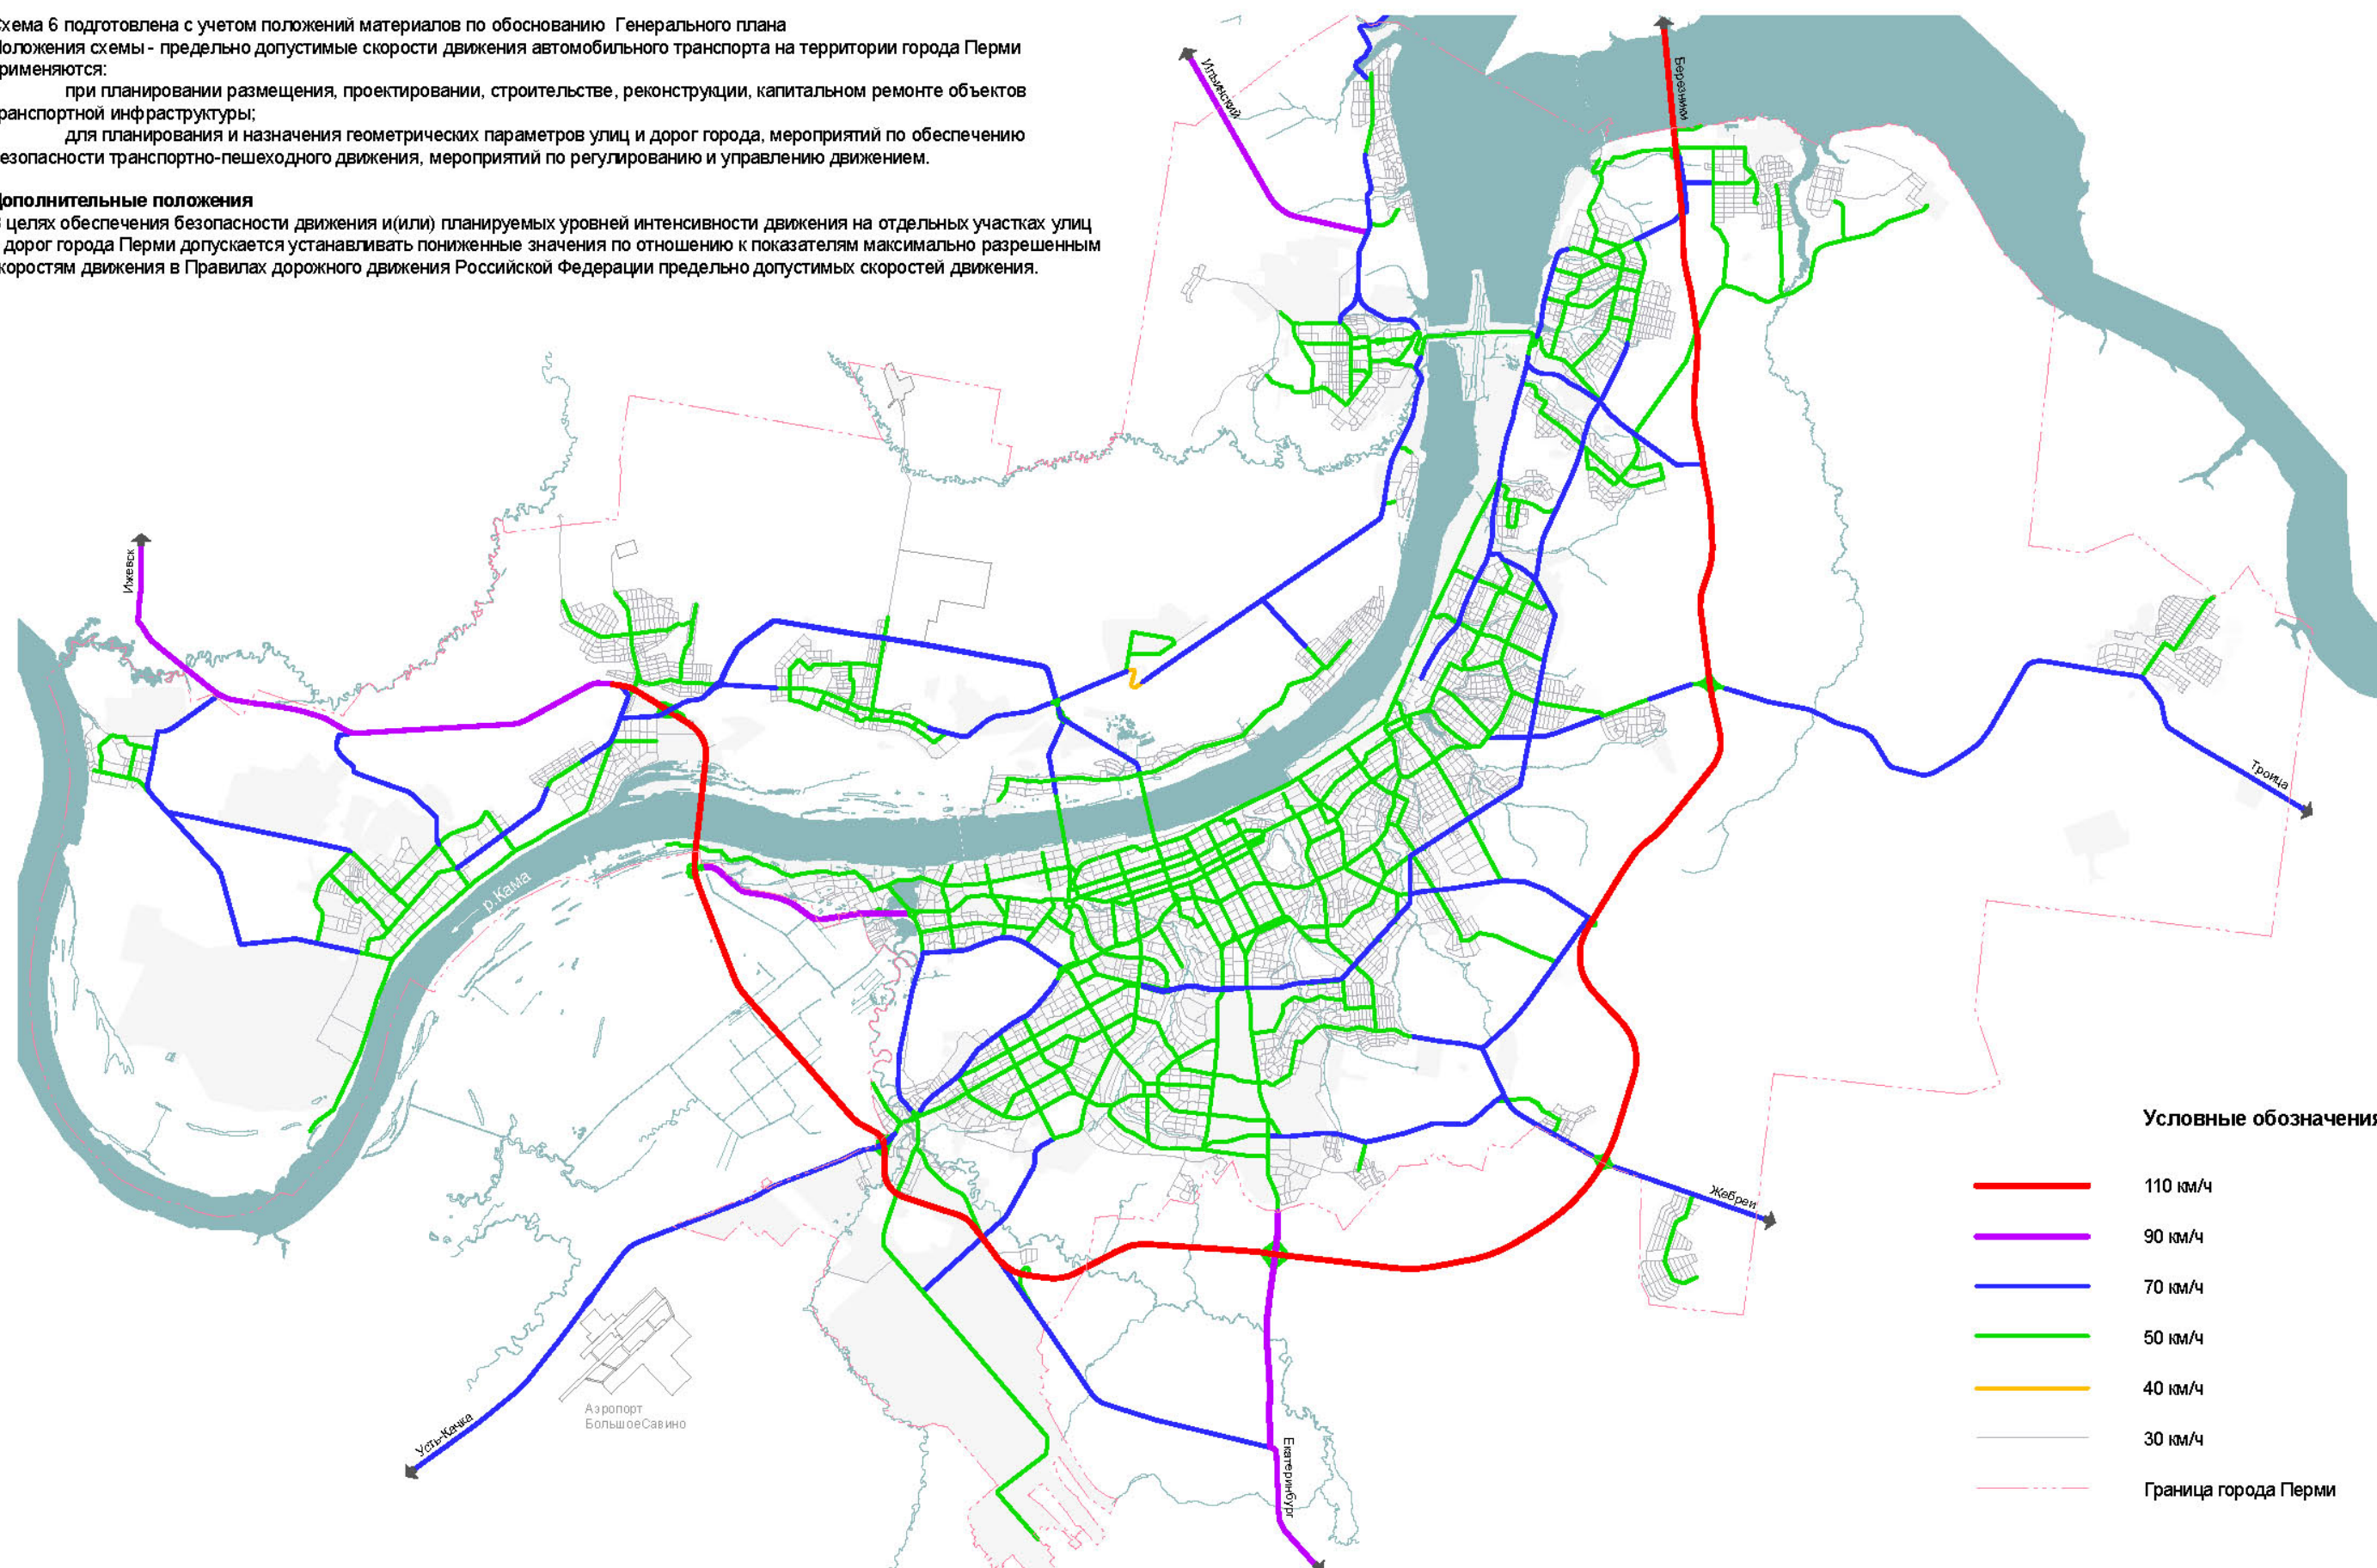 хема 6 подготовлена с учетом положений материалов по обоснованию Генерального плана
оложения схемы - предельно допустимые скорости движения автомобильного транспорта на территории города Перми
рименяются:
при планировании размещения, проектировании, строительстве, реконструкции, капитальном ремонте объектов
ранспортной инфраструктуры;
для планирования и назначения геометрических параметров улиц и дорог города, мероприятий по обеспечению
езопасности транспортно-пешеходного движения, мероприятий по регулированию и управлению движением.
Дополнительные положения
целях обеспечения безопасности движения и(или) планируемых уровней интенсивности движения на отдельных участках улиц
дорог города Перми допускается устанавливать пониженные значения по отношению к показателям максимально разрешенным
коростям движения в Правилах дорожного движения Российской Федерации предельно допустимых скоростей движения.
Ильинский
Березники
Ижевск
Троица
р.Кама
Жебреи
Усть-Качка
Аэропорт
БольшоеСавино
Екатеринбург
Условные обозначения
110 км/ч
90 км/ч
70 км/ч
50 км/ч
40 км/ч
30 км/ч
Граница города Перми